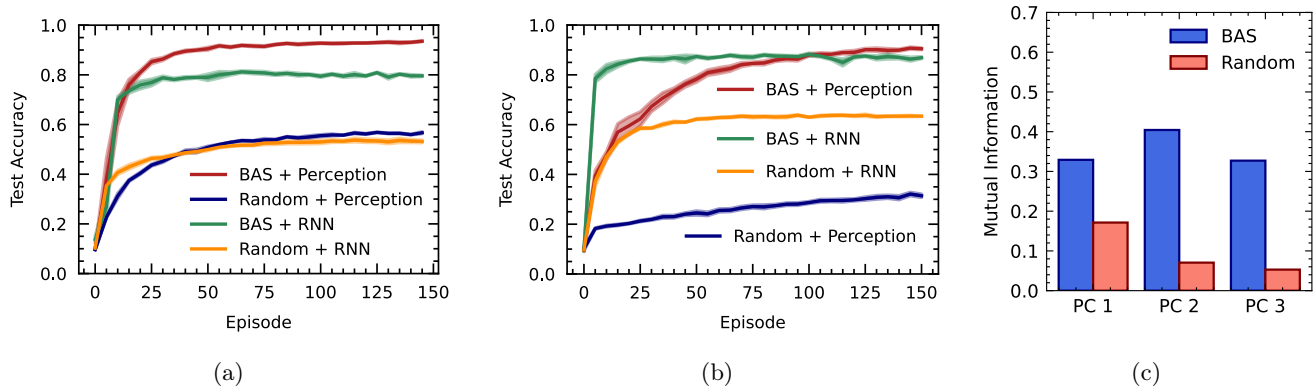 1.0
0.8
0.6
0.4
0.2
0.0
Test Accuracy
BAS + Perception
Random + Perception
BAS + RNN
Random + RNN
0 25 50 75 100 125 150
Episode
(a)
1.0
0.8
0.6
0.4
0.2
0.0
Test Accuracy
BAS + Perception
BAS + RNN
Random + RNN
Random + Perception
0 25 50 75 100 125 150
Episode
(b)
0.7
0.6
0.5
0.4
0.3
0.2
0.1
0.0
Mutual Information
BAS
Random
PC 1 PC 2 PC 3
(c)